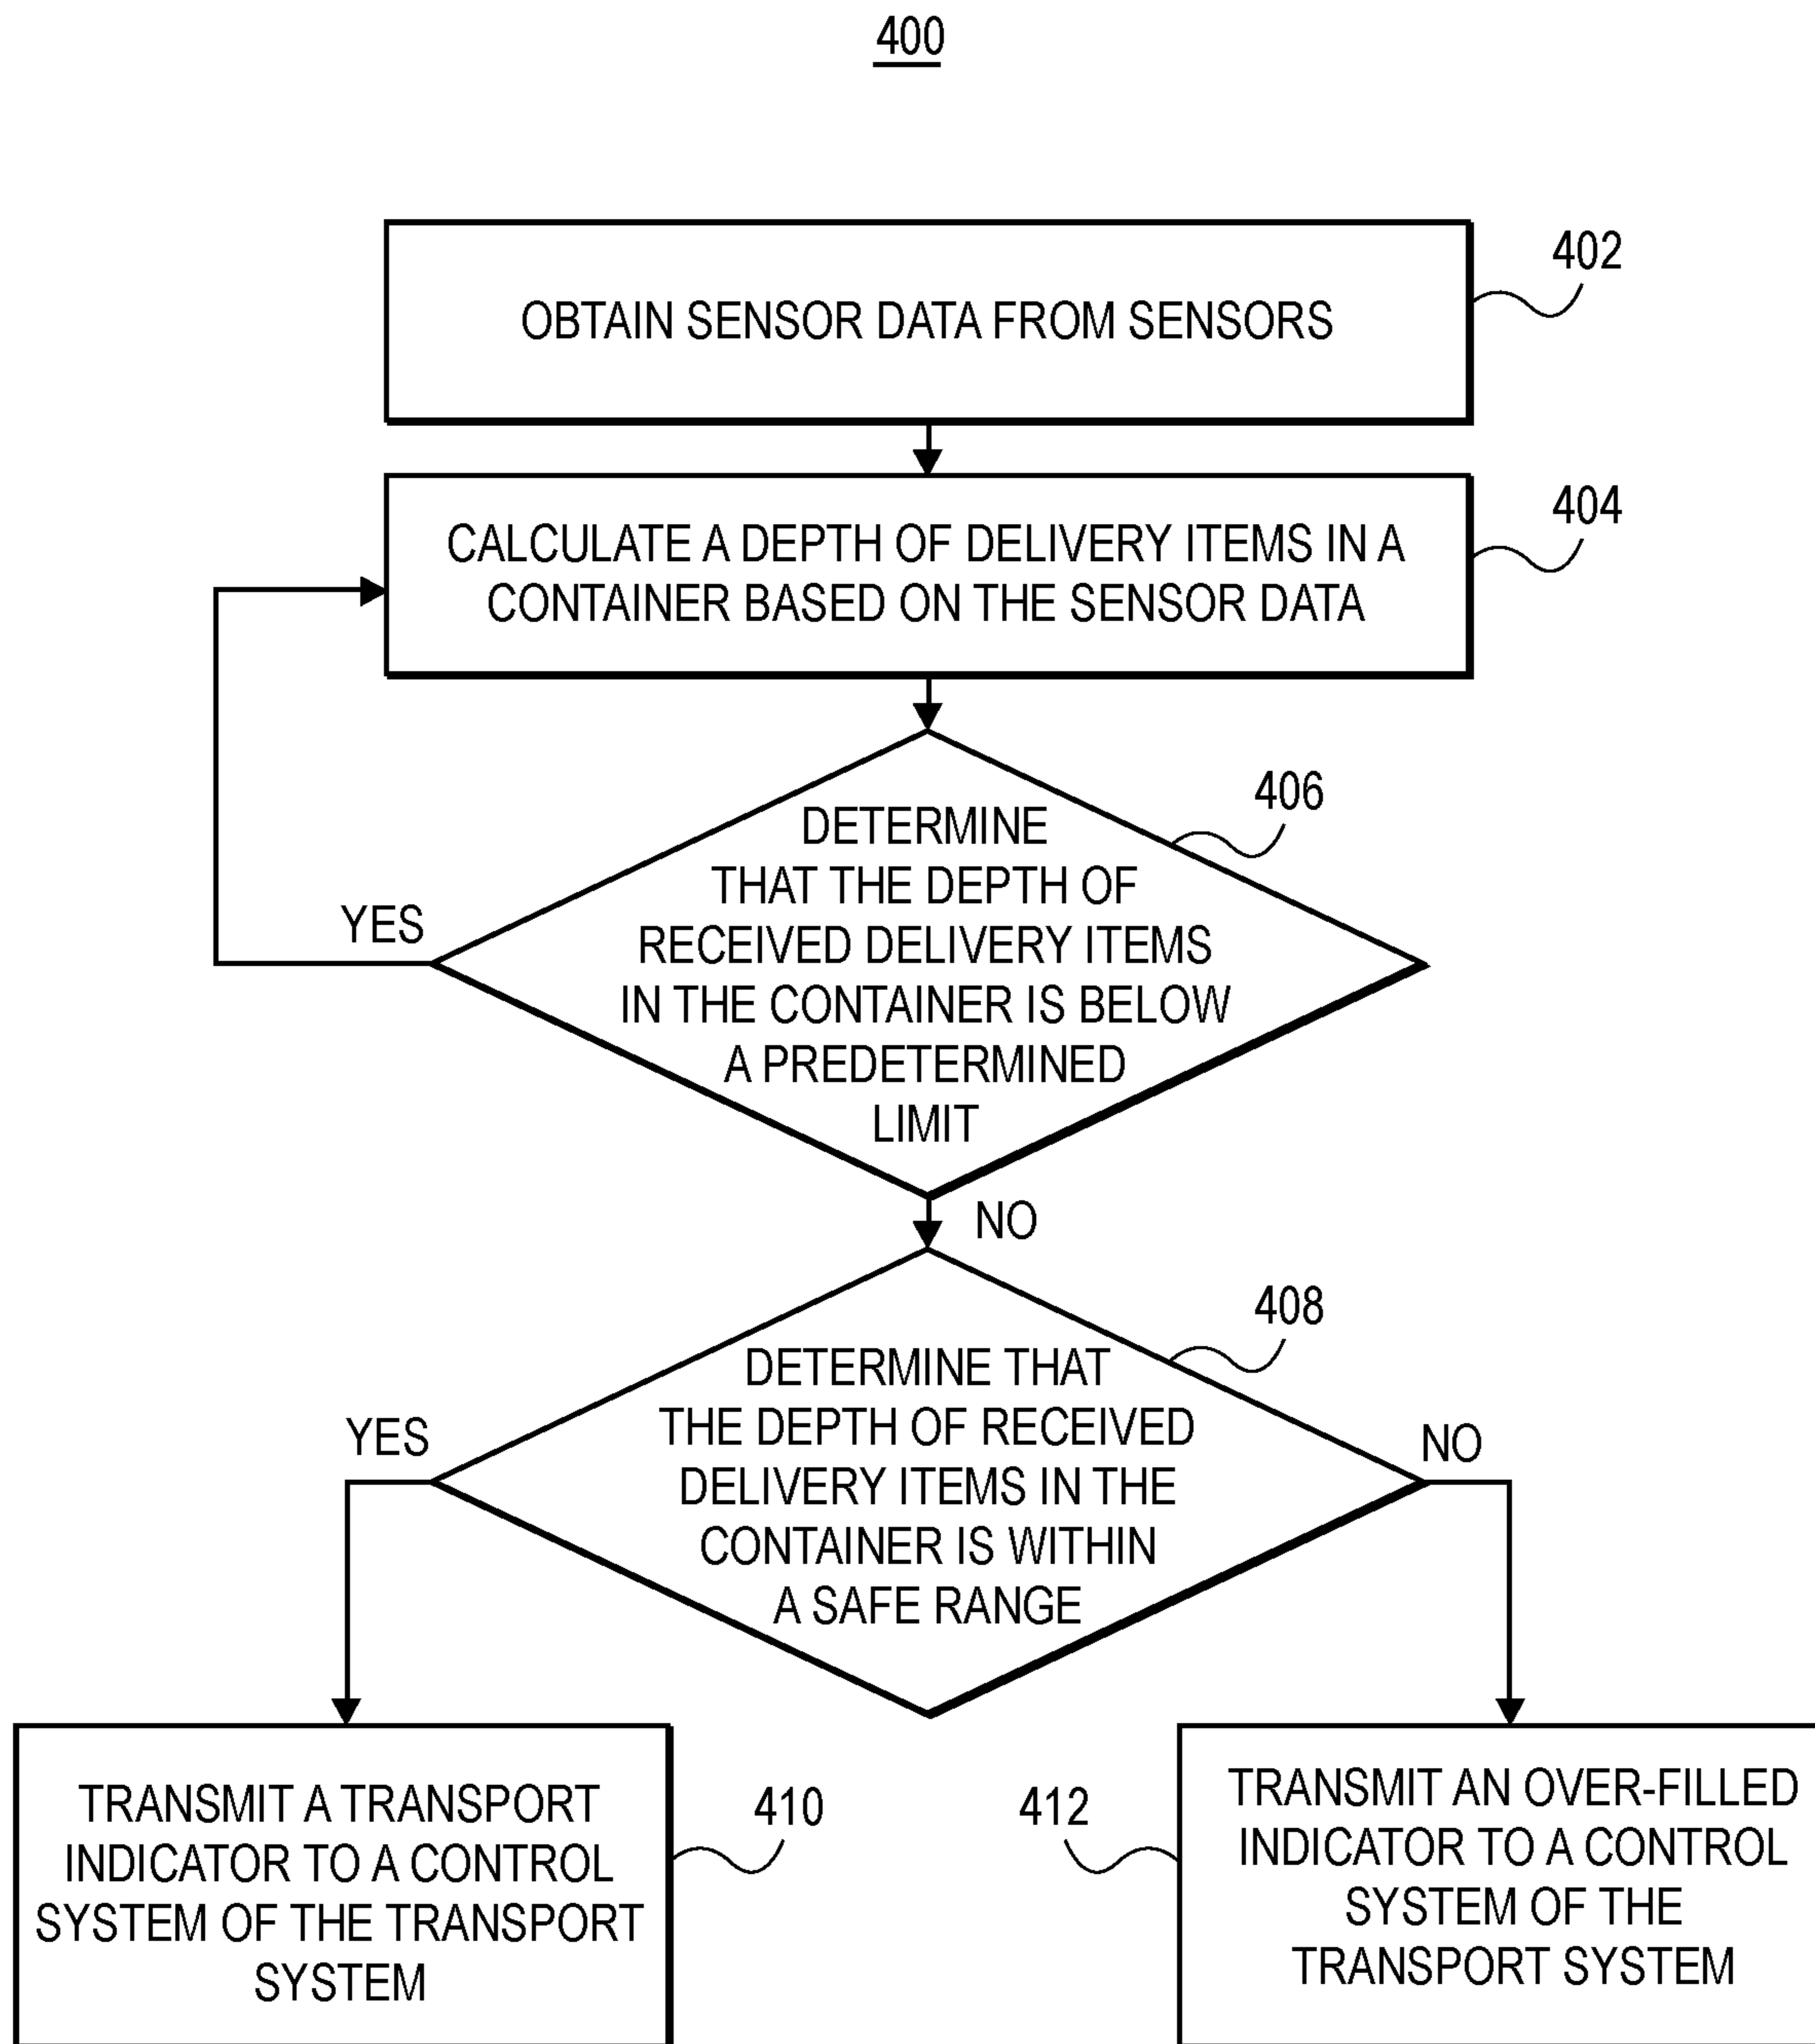 400
OBTAIN SENSOR DATA FROM SENSORS
402
CALCULATE A DEPTH OF DELIVERY ITEMS IN A
CONTAINER BASED ON THE SENSOR DATA
404
DETERMINE
THAT THE DEPTH OF
RECEIVED DELIVERY ITEMS
IN THE CONTAINER IS BELOW
A PREDETERMINED
LIMIT
406
YES
NO
DETERMINE THAT
THE DEPTH OF RECEIVED
DELIVERY ITEMS IN THE
CONTAINER IS WITHIN
A SAFE RANGE
408
YES
NO
TRANSMIT A TRANSPORT
INDICATOR TO A CONTROL
SYSTEM OF THE TRANSPORT
SYSTEM
410
412
TRANSMIT AN OVER-FILLED
INDICATOR TO A CONTROL
SYSTEM OF THE
TRANSPORT SYSTEM